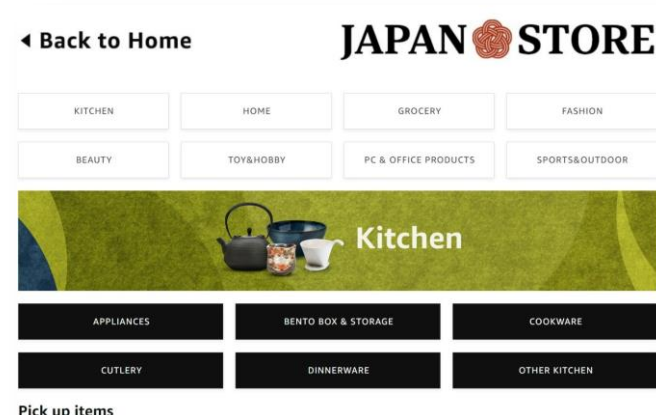 Back to Home
JAPAN STORE
KITCHEN HOME GROCERY FASHION
BEAUTY TOY&HOBBY PC & OFFICE PRODUCTS SPORTS&OUTDOOR
Kitchen
APPLIANCES BENTO BOX & STORAGE COOKWARE
CUTLERY DINNERWARE OTHER KITCHEN
Pick up items